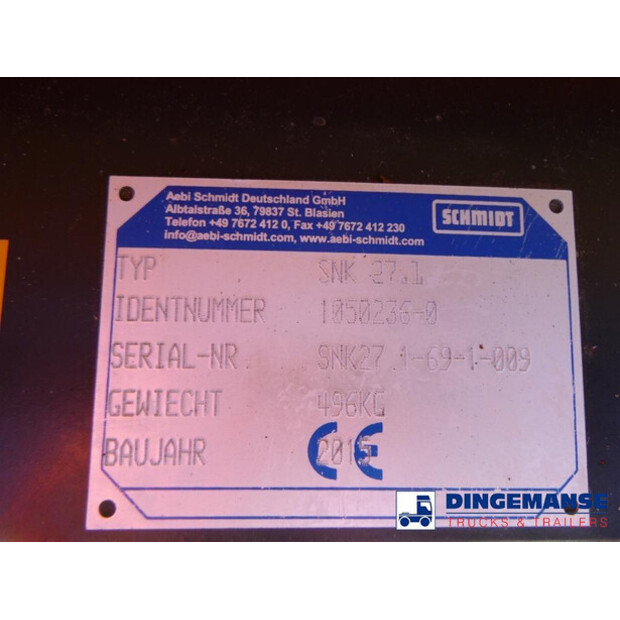 Aebi Schmidt Deutschland GmbH
Albtalstraße 36, 79837 St. Blasien
Telefon +49 7672 412 0, Fax +49 7672 412 230
info@aebi-schmidt.com, www.aebi-schmidt.com
SCHMIDT
TYP SNK 27.1
IDENTNUMMER 1050236-0
SERIAL-NR. SNK27.1-69-1-009
GEWIECHT 496KG
BAUJAHR CE
DINGEMANSE
TRUCKS & TRAILERS